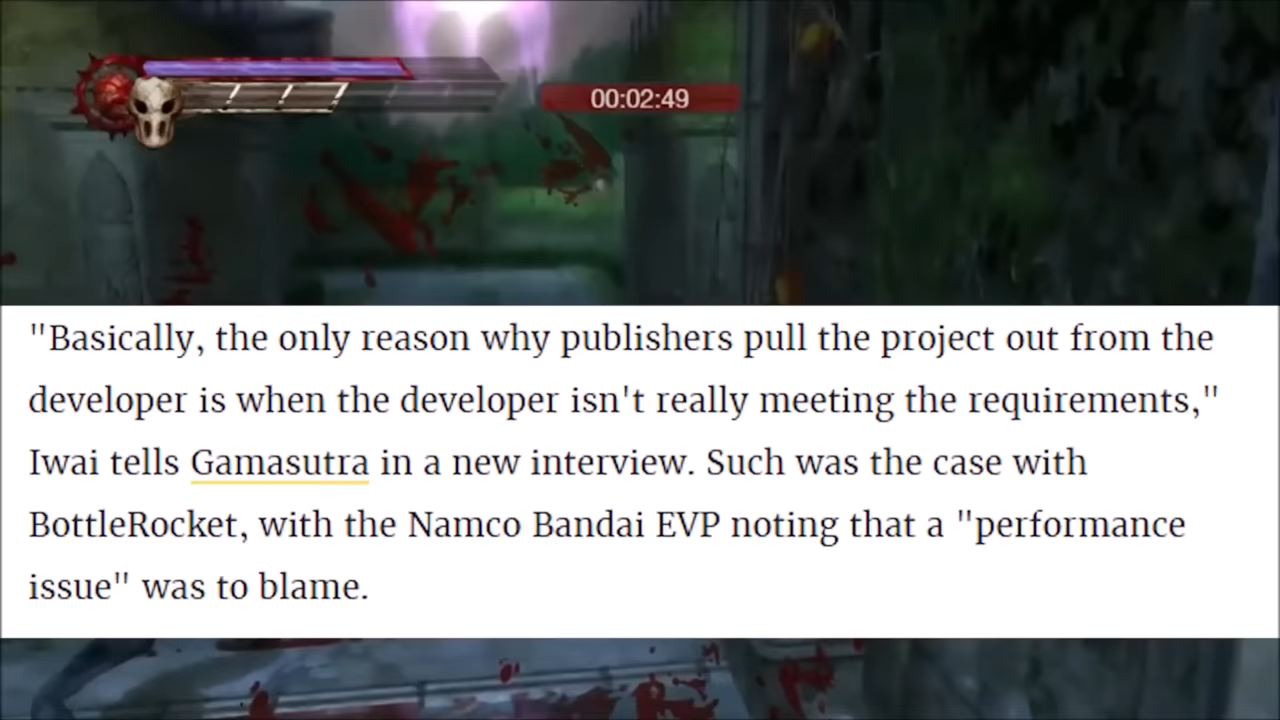 00:02:49
"Basically, the only reason why publishers pull the project out from the
developer is when the developer isn't really meeting the requirements,"
Iwai tells Gamasutra in a new interview. Such was the case with
BottleRocket, with the Namco Bandai EVP noting that a "performance
issue" was to blame.